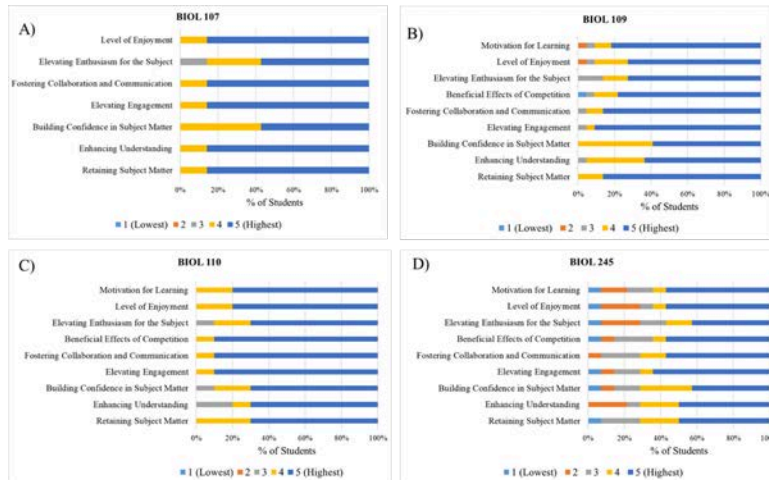 A)
BIOL 107
Level of Enjoyment
Elevating Enthusiasm for the Subject
Fostering Collaboration and Communication
Elevating Engagement
Building Confidence in Subject Matter
Enhancing Understanding
Retaining Subject Matter
0% 20% 40% 60% 80% 100%
% of Students
1 (Lowest) 2 3 4 5 (Highest)
B)
BIOL 109
Motivation for Learning
Level of Enjoyment
Elevating Enthusiasm for the Subject
Beneficial Effects of Competition
Fostering Collaboration and Communication
Elevating Engagement
Building Confidence in Subject Matter
Enhancing Understanding
Retaining Subject Matter
0% 20% 40% 60% 80% 100%
% of Students
1 (Lowest) 2 3 4 5 (Highest)
C)
BIOL 110
Motivation for Learning
Level of Enjoyment
Elevating Enthusiasm for the Subject
Beneficial Effects of Competition
Fostering Collaboration and Communication
Elevating Engagement
Building Confidence in Subject Matter
Enhancing Understanding
Retaining Subject Matter
0% 20% 40% 60% 80% 100%
% of Students
1 (Lowest) 2 3 4 5 (Highest)
D)
BIOL 245
Motivation for Learning
Level of Enjoyment
Elevating Enthusiasm for the Subject
Beneficial Effects of Competition
Fostering Collaboration and Communication
Elevating Engagement
Building Confidence in Subject Matter
Enhancing Understanding
Retaining Subject Matter
0% 20% 40% 60% 80% 100%
% of Students
1 (Lowest) 2 3 4 5 (Highest)